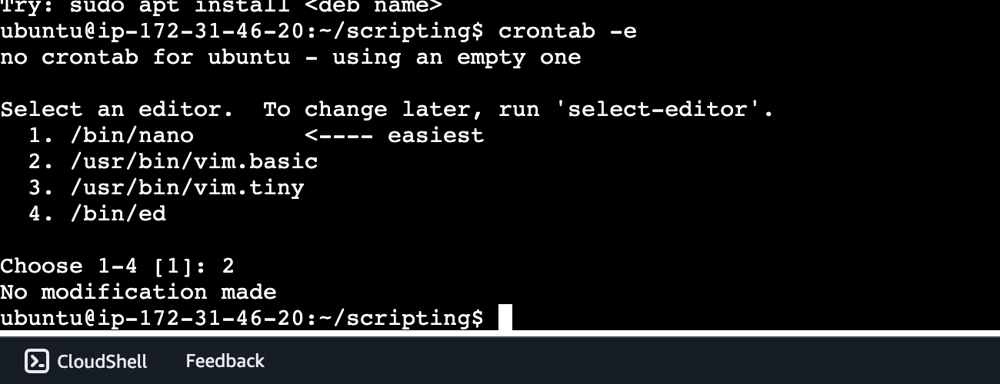 Try: sudo apt install <deb name>
ubuntu@ip-172-31-46-20:~/scripting$ crontab -e
no crontab for ubuntu - using an empty one
Select an editor.  To change later, run 'select-editor'.
  1. /bin/nano        <---- easiest
  2. /usr/bin/vim.basic
  3. /usr/bin/vim.tiny
  4. /bin/ed
Choose 1-4 [1]: 2
No modification made
ubuntu@ip-172-31-46-20:~/scripting$
CloudShell Feedback